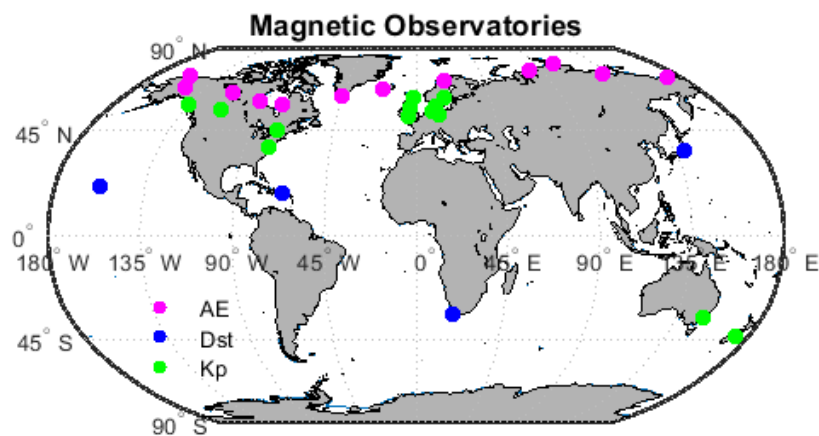 Magnetic Observatories
90° N
45° N
0°
180° W 135° W 90° W 45° W 0° 45° E 90° E 135° E 180° E
AE
45° S Dst
Kp
90° S